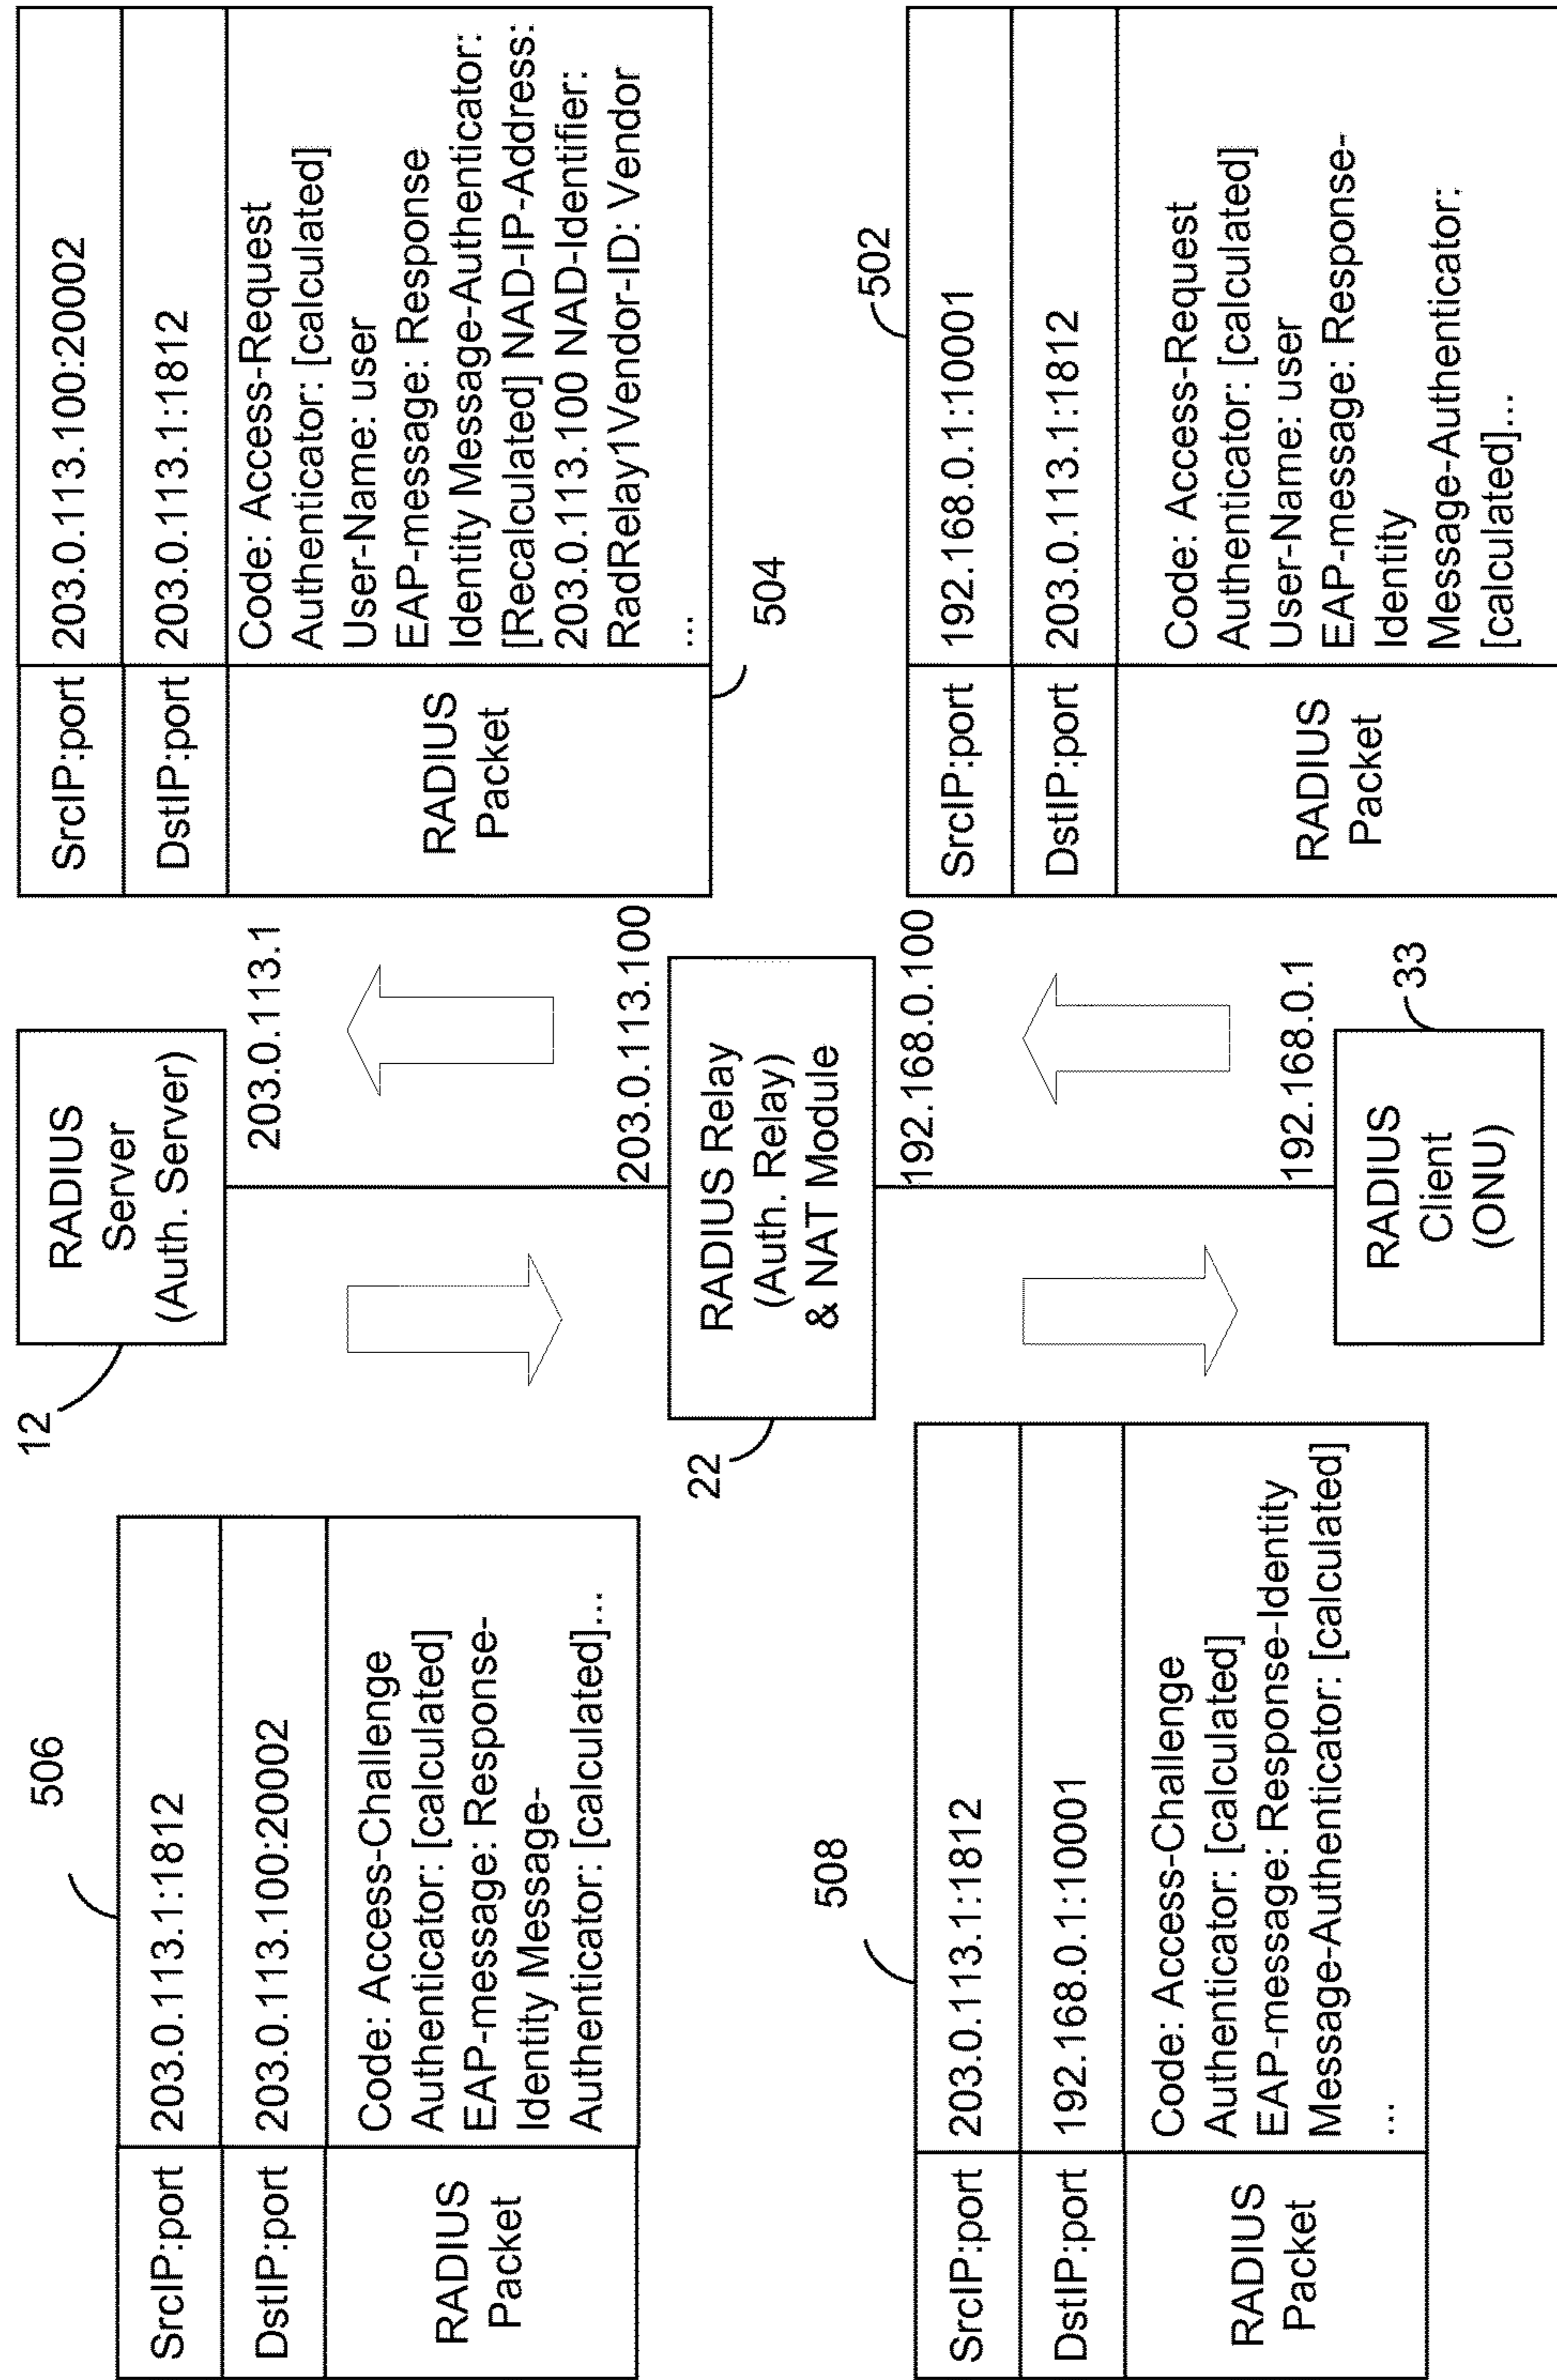 12
RADIUS
Server
(Auth. Server)
203.0.113.1
506
SrcIP:port 203.0.113.1:1812
DstIP:port 203.0.113.100:20002
RADIUS
Packet
Code: Access-Challenge
Authenticator: [calculated]
EAP-message: Response-
Identity Message-
Authenticator: [calculated]...
SrcIP:port 203.0.113.100:20002
DstIP:port 203.0.113.1:1812
RADIUS
Packet
Code: Access-Request
Authenticator: [calculated]
User-Name: user
EAP-message: Response
Identity Message-Authenticator:
[Recalculated] NAD-IP-Address:
203.0.113.100 NAD-Identifier:
RadRelay1Vendor-ID: Vendor
...
504
203.0.113.100
22
RADIUS Relay
(Auth. Relay)
& NAT Module
192.168.0.100
508
SrcIP:port 203.0.113.1:1812
DstIP:port 192.168.0.1:10001
RADIUS
Packet
Code: Access-Challenge
Authenticator: [calculated]
EAP-message: Response-Identity
Message-Authenticator: [calculated]
...
502
SrcIP:port 192.168.0.1:10001
DstIP:port 203.0.113.1:1812
RADIUS
Packet
Code: Access-Request
Authenticator: [calculated]
User-Name: user
EAP-message: Response-
Identity
Message-Authenticator:
[calculated]...
192.168.0.1
33
RADIUS
Client
(ONU)